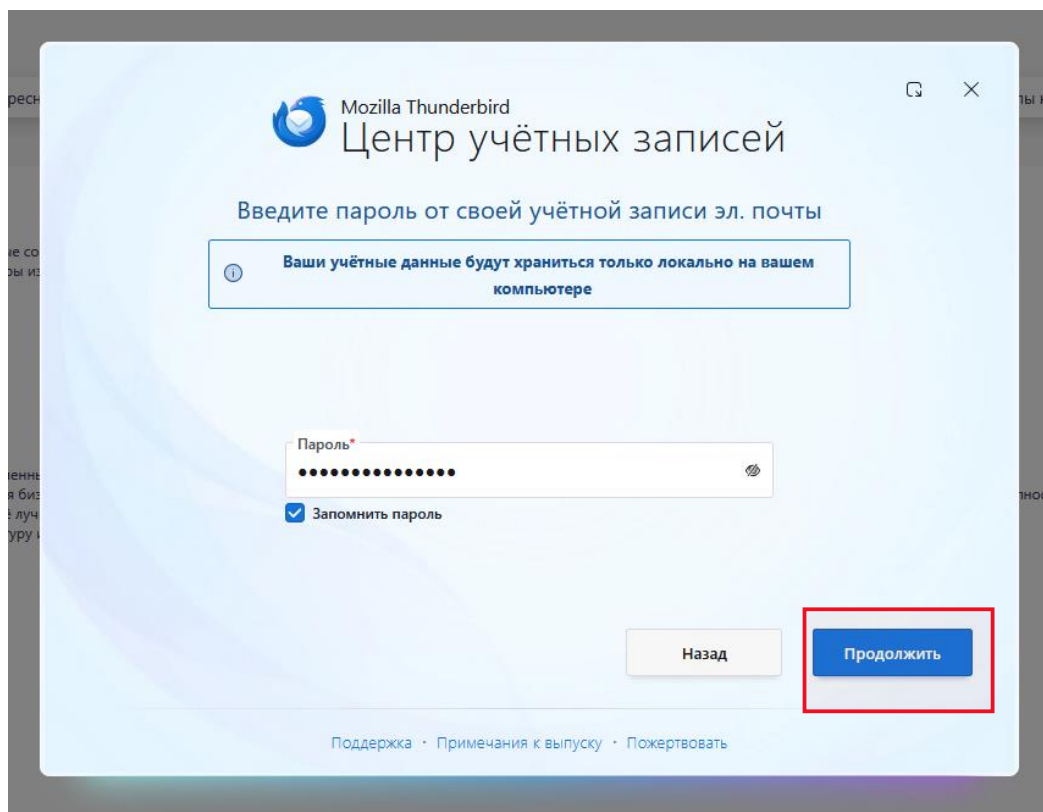 Mozilla Thunderbird
Центр учётных записей
Введите пароль от своей учётной записи эл. почты
Ваши учётные данные будут храниться только локально на вашем
компьютере
Пароль*
•••••••••••••••
Запомнить пароль
Назад
Продолжить
Поддержка · Примечания к выпуску · Пожертвовать